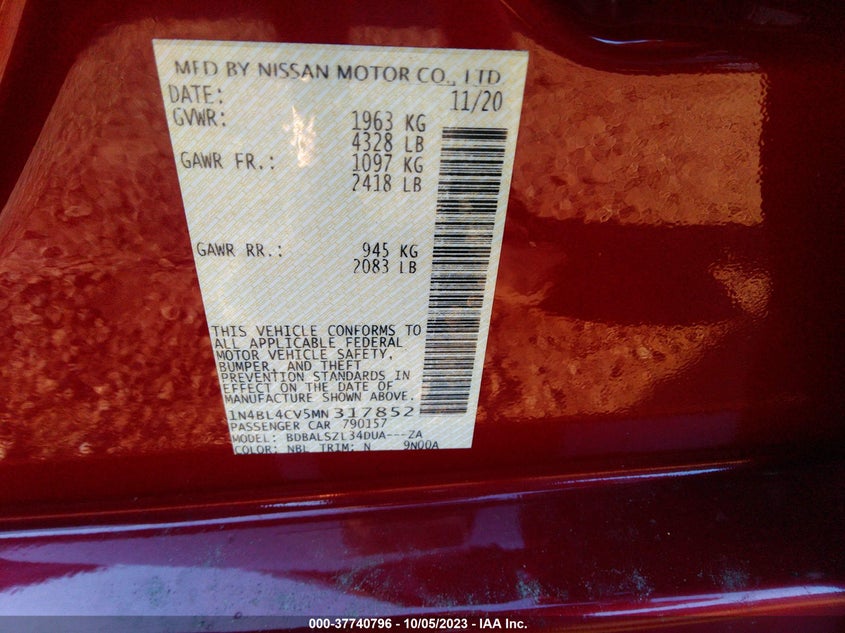 MFD BY NISSAN MOTOR CO., LTD
DATE: 11/20
GVWR: 1963 KG
4328 LB
GAWR FR.: 1097 KG
2418 LB
GAWR RR.: 945 KG
2083 LB
THIS VEHICLE CONFORMS TO
ALL APPLICABLE FEDERAL
MOTOR VEHICLE SAFETY,
BUMPER, AND THEFT
PREVENTION STANDARDS IN
EFFECT ON THE DATE OF
MANUFACTURE SHOWN ABOVE.
1N4BL4CV5MN317852
PASSENGER CAR 790157
MODEL: BDBALSZL34DUA---ZA
COLOR: NBL TRIM: N 9N00A
000-37740796 - 10/05/2023 - IAA Inc.